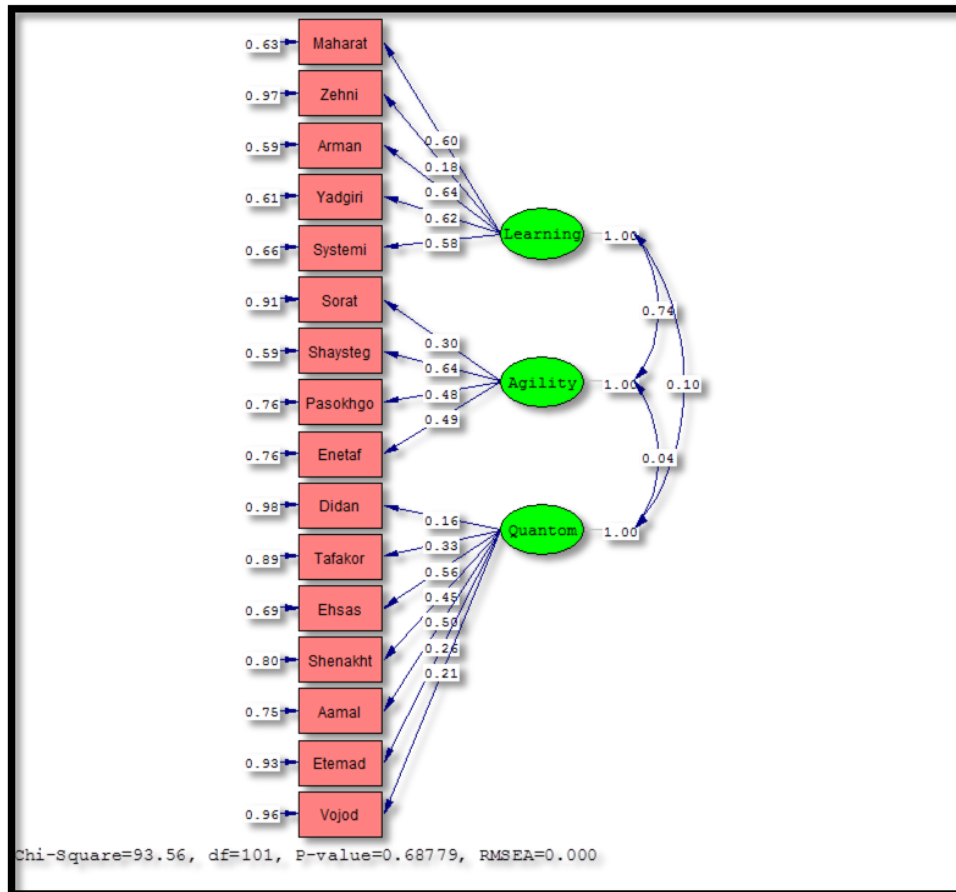 0.63 Maharat
0.97 Zehni
0.59 Arman
0.61 Yadgiri
0.66 Systemi
0.91 Sorat
0.59 Shaysteg
0.76 Pasokhgo
0.76 Enetaf
0.98 Didan
0.89 Tafakor
0.69 Ehsas
0.80 Shenakht
0.75 Aamal
0.93 Etemad
0.96 Vojod
0.60
0.18
0.64
0.62
0.58
0.30
0.64
0.48
0.49
0.16
0.33
0.56
0.45
0.50
0.26
0.21
Learning 1.00
Agility 1.00
Quantom 1.00
0.74
0.10
0.04
Chi-Square=93.56, df=101, P-value=0.68779, RMSEA=0.000